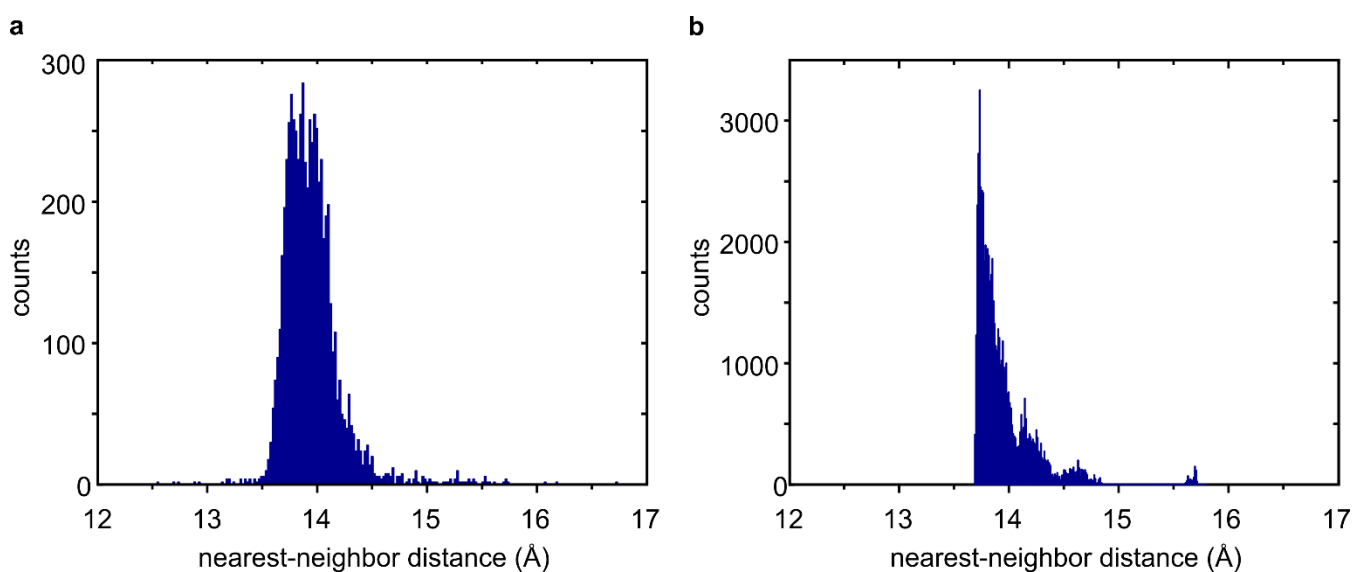 a
300
200
100
0
counts
12 13 14 15 16 17
nearest-neighbor distance (Å)
b
3000
2000
1000
0
counts
12 13 14 15 16 17
nearest-neighbor distance (Å)